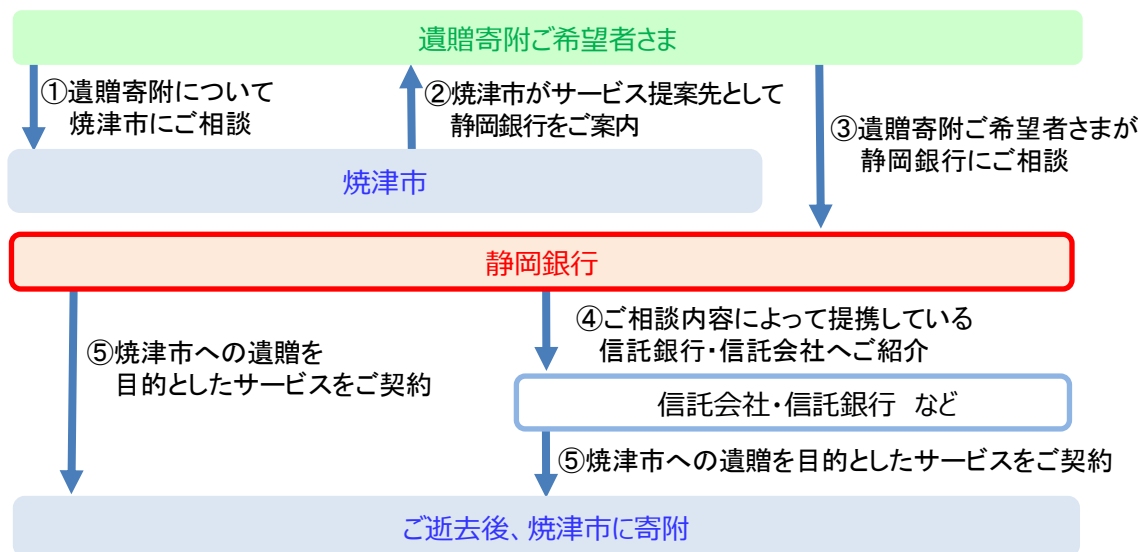 遺贈寄附ご希望者さま
①遺贈寄附について
焼津市にご相談
②焼津市がサービス提案先として
静岡銀行をご案内
③遺贈寄附ご希望者さまが
静岡銀行にご相談
焼津市
静岡銀行
④ご相談内容によって提携している
信託銀行・信託会社へご紹介
⑤焼津市への遺贈を
目的としたサービスをご契約
信託会社・信託銀行　など
⑤焼津市への遺贈を目的としたサービスをご契約
ご逝去後、焼津市に寄附